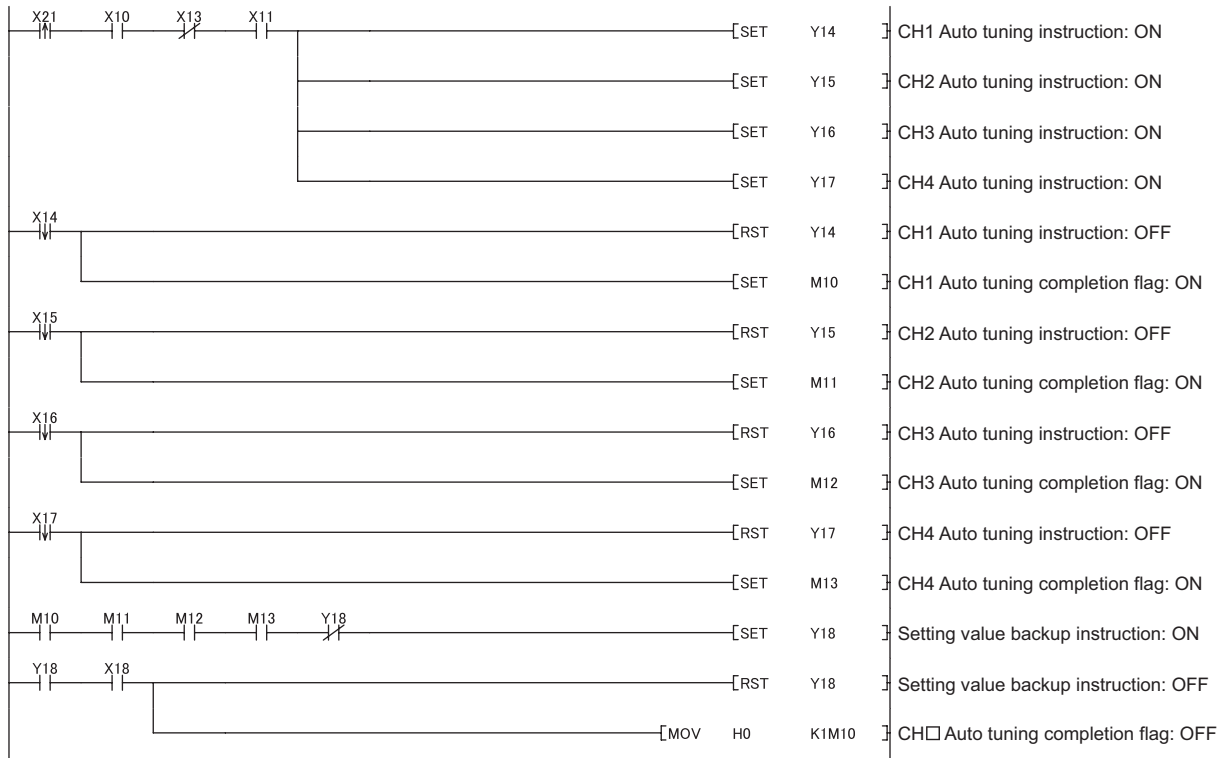 X21 X10 X13 X11
SET Y14 CH1 Auto tuning instruction: ON
SET Y15 CH2 Auto tuning instruction: ON
SET Y16 CH3 Auto tuning instruction: ON
SET Y17 CH4 Auto tuning instruction: ON
X14
RST Y14 CH1 Auto tuning instruction: OFF
SET M10 CH1 Auto tuning completion flag: ON
X15
RST Y15 CH2 Auto tuning instruction: OFF
SET M11 CH2 Auto tuning completion flag: ON
X16
RST Y16 CH3 Auto tuning instruction: OFF
SET M12 CH3 Auto tuning completion flag: ON
X17
RST Y17 CH4 Auto tuning instruction: OFF
SET M13 CH4 Auto tuning completion flag: ON
M10 M11 M12 M13 Y18
SET Y18 Setting value backup instruction: ON
Y18 X18
RST Y18 Setting value backup instruction: OFF
MOV H0 K1M10 CH□ Auto tuning completion flag: OFF